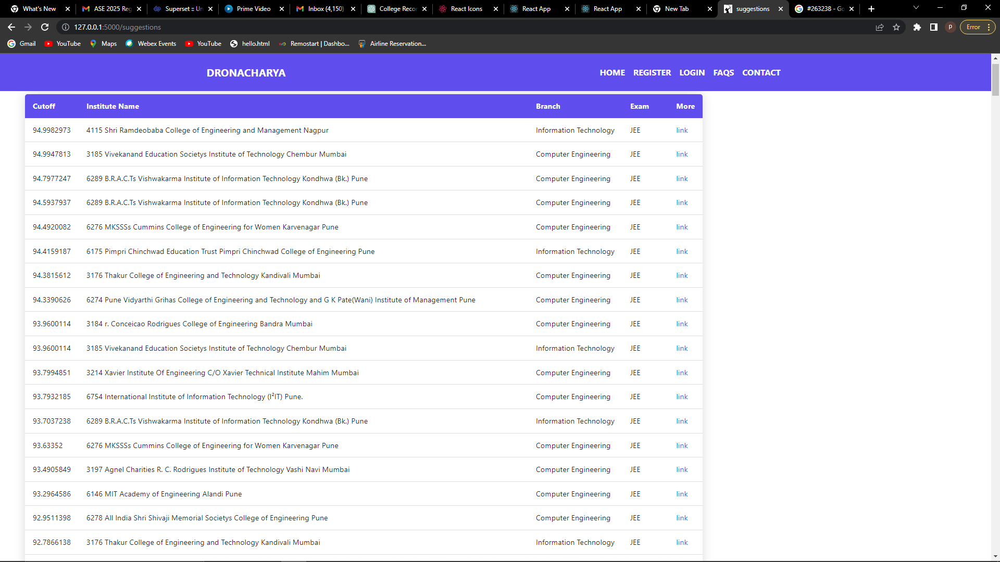 What's New ASE 2025 Reg Superset :: Un Prime Video Inbox (4,150) College Recor React Icons React App React App New Tab suggestions #263238 - Go
127.0.0.1:5000/suggestions P Error
Gmail YouTube Maps Webex Events YouTube hello.html Remostart | Dashbo... Airline Reservation...
DRONACHARYA HOME REGISTER LOGIN FAQS CONTACT
Cutoff Institute Name Branch Exam More
94.9982973 4115 Shri Ramdeobaba College of Engineering and Management Nagpur Information Technology JEE link
94.9947813 3185 Vivekanand Education Societys Institute of Technology Chembur Mumbai Computer Engineering JEE link
94.7977247 6289 B.R.A.C.Ts Vishwakarma Institute of Information Technology Kondhwa (Bk.) Pune Computer Engineering JEE link
94.5937937 6289 B.R.A.C.Ts Vishwakarma Institute of Information Technology Kondhwa (Bk.) Pune Computer Engineering JEE link
94.4920082 6276 MKSSSs Cummins College of Engineering for Women Karvenagar Pune Computer Engineering JEE link
94.4159187 6175 Pimpri Chinchwad Education Trust Pimpri Chinchwad College of Engineering Pune Information Technology JEE link
94.3815612 3176 Thakur College of Engineering and Technology Kandivali Mumbai Computer Engineering JEE link
94.3390626 6274 Pune Vidyarthi Grihas College of Engineering and Technology and G K Pate(Wani) Institute of Management Pune Computer Engineering JEE link
93.9600114 3184 r. Conceicao Rodrigues College of Engineering Bandra Mumbai Computer Engineering JEE link
93.9600114 3185 Vivekanand Education Societys Institute of Technology Chembur Mumbai Information Technology JEE link
93.7994851 3214 Xavier Institute Of Engineering C/O Xavier Technical Institute Mahim Mumbai Computer Engineering JEE link
93.7932185 6754 International Institute of Information Technology (I²IT) Pune. Computer Engineering JEE link
93.7037238 6289 B.R.A.C.Ts Vishwakarma Institute of Information Technology Kondhwa (Bk.) Pune Information Technology JEE link
93.63352 6276 MKSSSs Cummins College of Engineering for Women Karvenagar Pune Computer Engineering JEE link
93.4905849 3197 Agnel Charities R. C. Rodrigues Institute of Technology Vashi Navi Mumbai Computer Engineering JEE link
93.2964586 6146 MIT Academy of Engineering Alandi Pune Computer Engineering JEE link
92.9511398 6278 All India Shri Shivaji Memorial Societys College of Engineering Pune Computer Engineering JEE link
92.7866138 3176 Thakur College of Engineering and Technology Kandivali Mumbai Information Technology JEE link